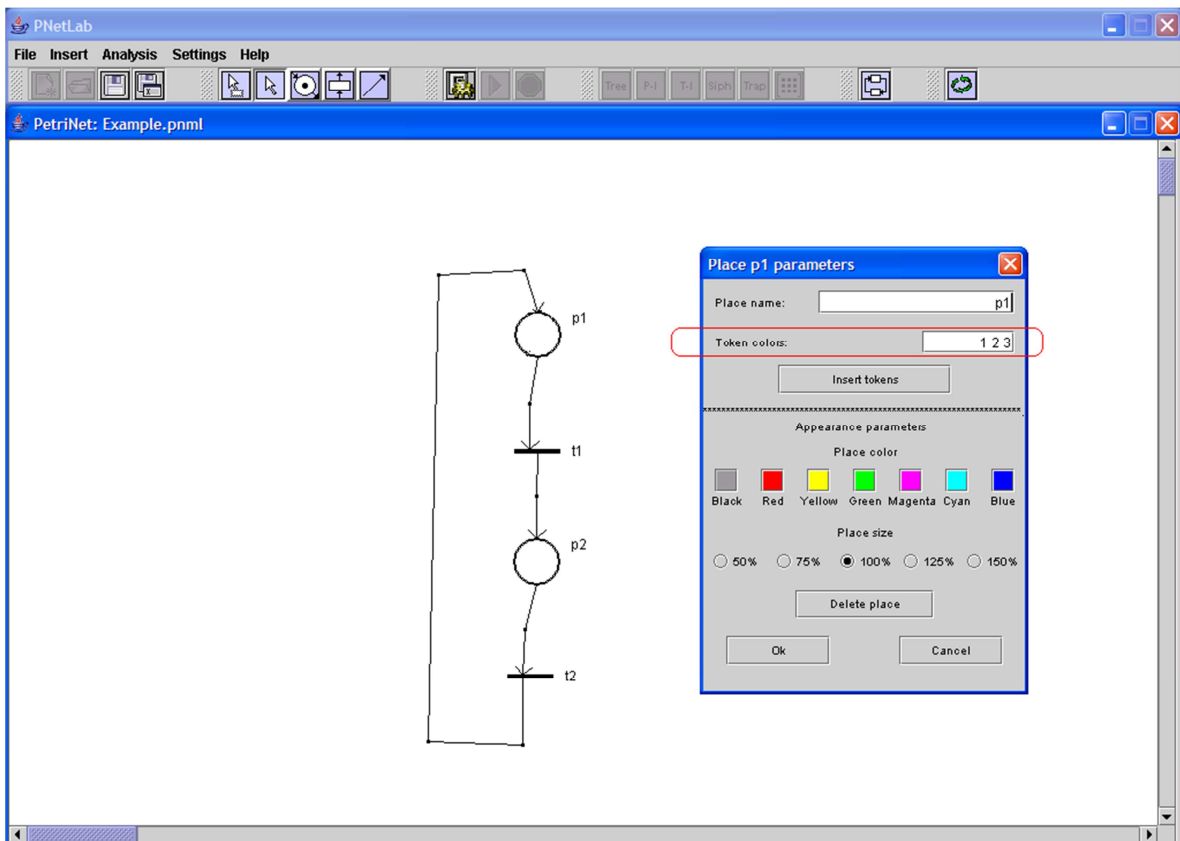 PNetLab
File Insert Analysis Settings Help
Tree P-I T-I Siph Trap
PetriNet: Example.pnml
p1
t1
p2
t2
Place p1 parameters
Place name: p1
Token colors: 1 2 3
Insert tokens
Appearance parameters
Place color
Black Red Yellow Green Magenta Cyan Blue
Place size
50% 75% 100% 125% 150%
Delete place
Ok Cancel